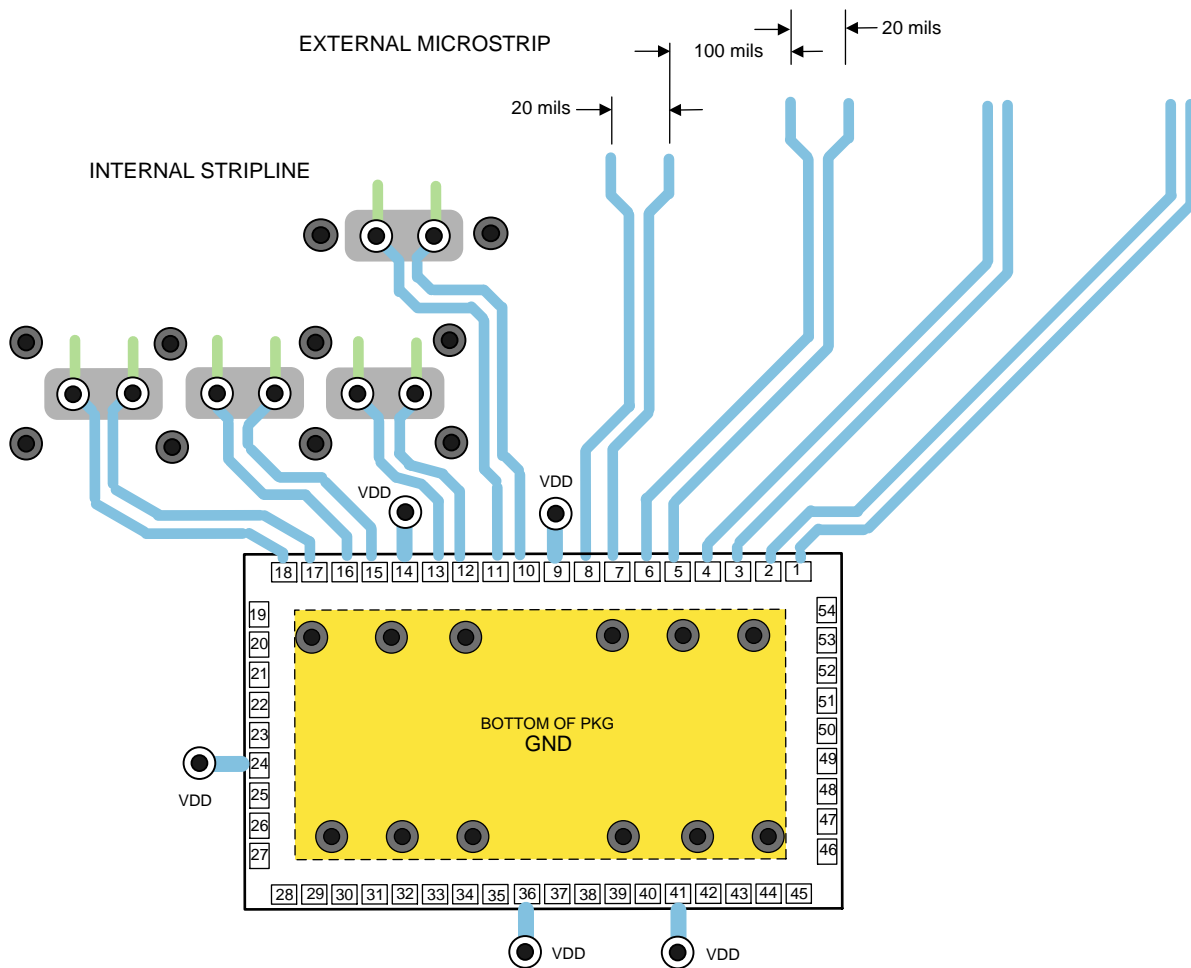 EXTERNAL MICROSTRIP
20 mils
100 mils
20 mils
INTERNAL STRIPLINE
VDD
VDD
18 17 16 15 14 13 12 11 10 9 8 7 6 5 4 3 2 1
19
20
21
22
23
24
25
26
27
54
53
52
51
50
49
48
47
46
BOTTOM OF PKG
GND
VDD
28 29 30 31 32 33 34 35 36 37 38 39 40 41 42 43 44 45
VDD
VDD